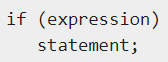 if (expression)
statement;